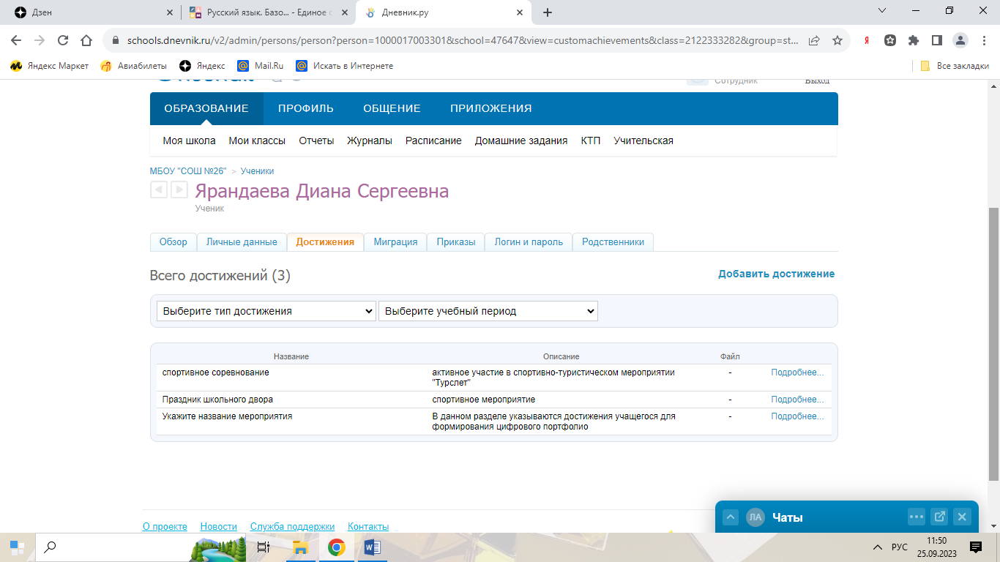 Дзен
Русский язык. Базо... - Единое с
Дневник.ру
schools.dnevnik.ru/v2/admin/persons/person?person=1000017003301&school=47647&view=customachievements&class=2122333282&group=st...
Яндекс Маркет
Авиабилеты
Яндекс
Mail.Ru
Искать в Интернете
Все закладки
Сотрудник
Выход
ОБРАЗОВАНИЕ ПРОФИЛЬ ОБЩЕНИЕ ПРИЛОЖЕНИЯ
Моя школа Мои классы Отчеты Журналы Расписание Домашние задания КТП Учительская
МБОУ "СОШ №26" > Ученики
Ярандаева Диана Сергеевна
Ученик
Обзор Личные данные Достижения Миграция Приказы Логин и пароль Родственники
Всего достижений (3)
Добавить достижение
Выберите тип достижения
Выберите учебный период
Название Описание Файл
спортивное соревнование
активное участие в спортивно-туристическом мероприятии
"Турслет"
- Подробнее...
Праздник школьного двора спортивное мероприятие - Подробнее...
Укажите название мероприятия
В данном разделе указываются достижения учащегося для
формирования цифрового портфолио
- Подробнее...
О проекте Новости Служба поддержки Контакты
ЛА Чаты
РУС
11:50
25.09.2023